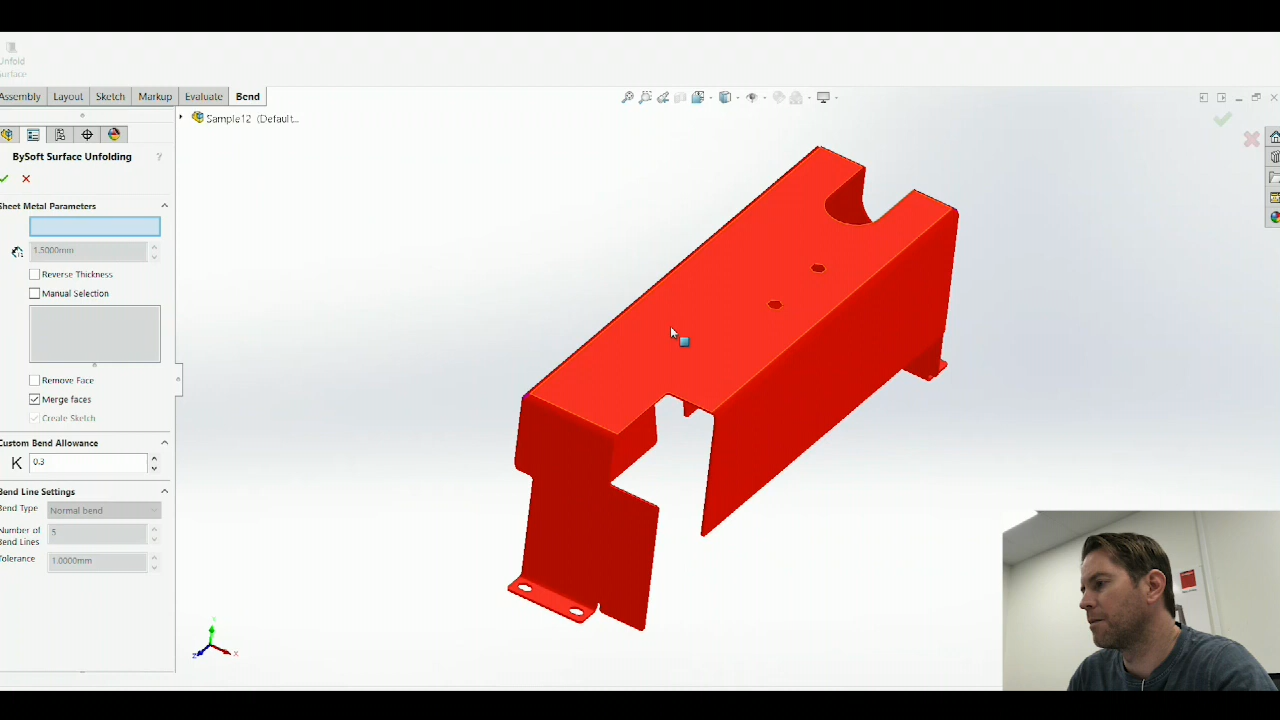 Unfold
Surface
Assembly Layout Sketch Markup Evaluate Bend
Sample12 (Default...
BySoft Surface Unfolding ?
Sheet Metal Parameters
1.5000mm
Reverse Thickness
Manual Selection
Remove Face
Merge faces
Create Sketch
Custom Bend Allowance
K 0.3
Bend Line Settings
Bend Type Normal bend
Number of 5
Bend Lines
Tolerance 1.0000mm
Y
Z X